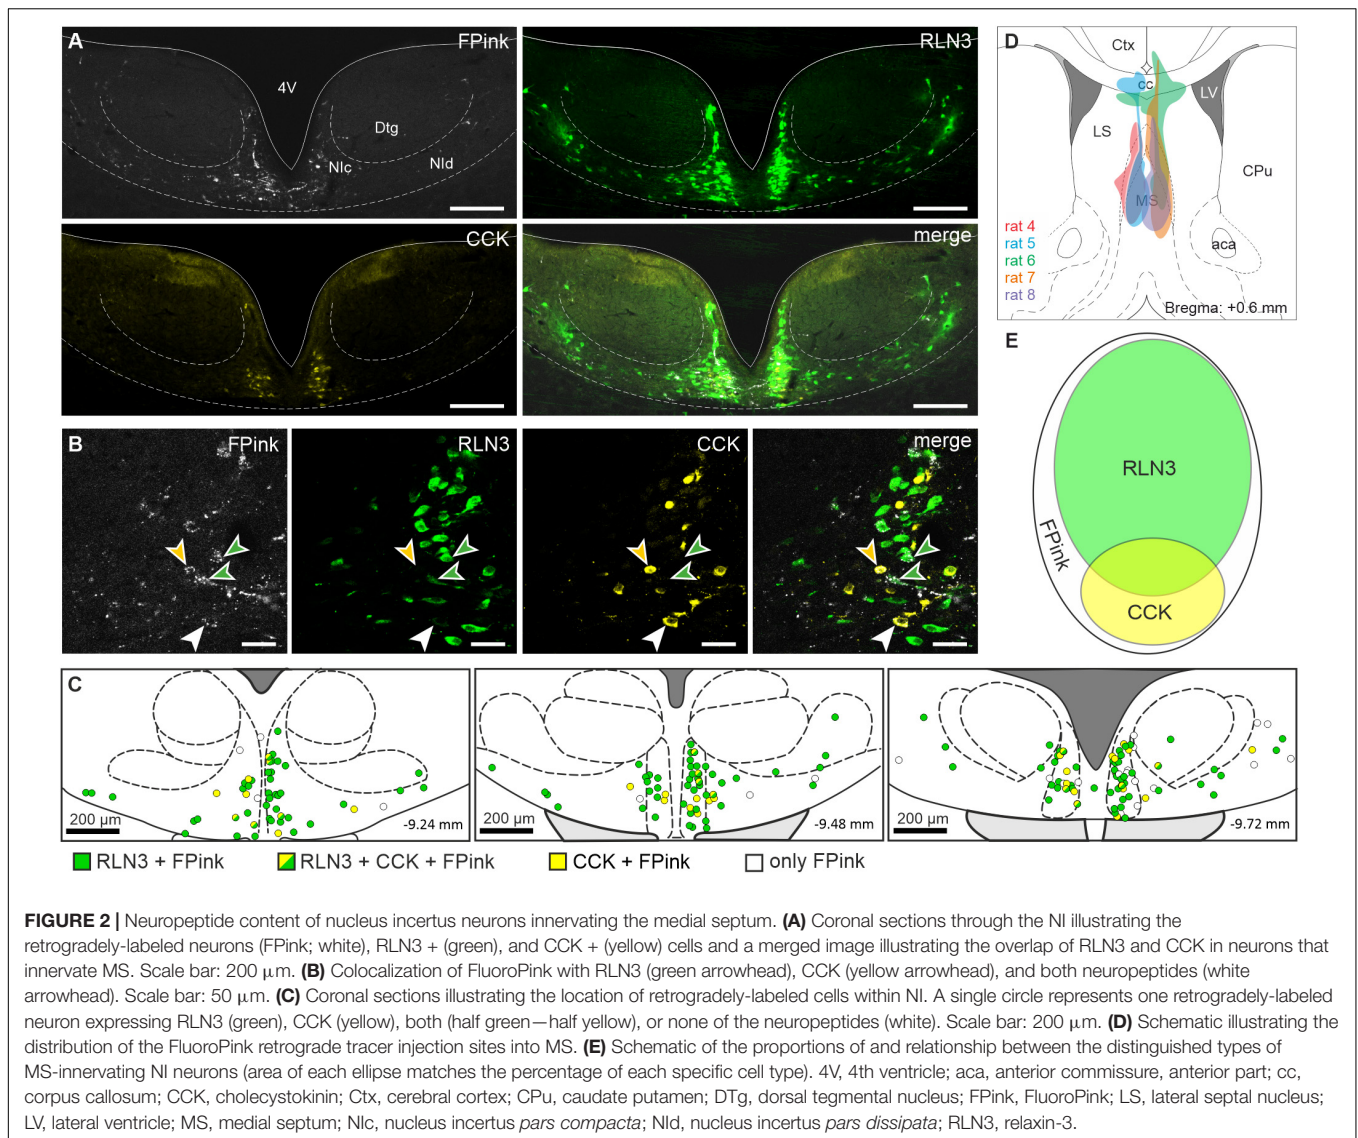 A
FPink
4V
Dtg
NIc
NId
RLN3
CCK
merge
B
FPink
RLN3
CCK
merge
D
Ctx
cc
LV
LS
CPu
MS
aca
rat 4
rat 5
rat 6
rat 7
rat 8
Bregma: +0.6 mm
E
RLN3
FPink
CCK
C
200 μm
-9.24 mm
200 μm
-9.48 mm
200 μm
-9.72 mm
RLN3 + FPink
RLN3 + CCK + FPink
CCK + FPink
only FPink
FIGURE 2 | Neuropeptide content of nucleus incertus neurons innervating the medial septum. (A) Coronal sections through the NI illustrating the
retrogradely-labeled neurons (FPink; white), RLN3 + (green), and CCK + (yellow) cells and a merged image illustrating the overlap of RLN3 and CCK in neurons that
innervate MS. Scale bar: 200 μm. (B) Colocalization of FluoroPink with RLN3 (green arrowhead), CCK (yellow arrowhead), and both neuropeptides (white
arrowhead). Scale bar: 50 μm. (C) Coronal sections illustrating the location of retrogradely-labeled cells within NI. A single circle represents one retrogradely-labeled
neuron expressing RLN3 (green), CCK (yellow), both (half green—half yellow), or none of the neuropeptides (white). Scale bar: 200 μm. (D) Schematic illustrating the
distribution of the FluoroPink retrograde tracer injection sites into MS. (E) Schematic of the proportions of and relationship between the distinguished types of
MS-innervating NI neurons (area of each ellipse matches the percentage of each specific cell type). 4V, 4th ventricle; aca, anterior commissure, anterior part; cc,
corpus callosum; CCK, cholecystokinin; Ctx, cerebral cortex; CPu, caudate putamen; DTg, dorsal tegmental nucleus; FPink, FluoroPink; LS, lateral septal nucleus;
LV, lateral ventricle; MS, medial septum; NIc, nucleus incertus pars compacta; NId, nucleus incertus pars dissipata; RLN3, relaxin-3.